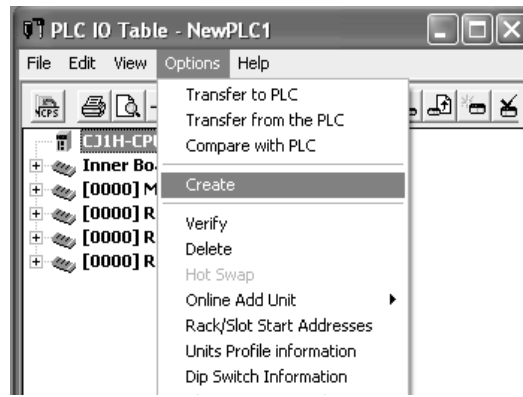 PLC IO Table - NewPLC1
File Edit View Options Help
NCPS
Transfer to PLC
Transfer from the PLC
Compare with PLC
Create
Verify
Delete
Hot Swap
Online Add Unit
Rack/Slot Start Addresses
Units Profile information
Dip Switch Information
CJ1H-CPU
Inner Bo
[0000] M
[0000] R
[0000] R
[0000] R